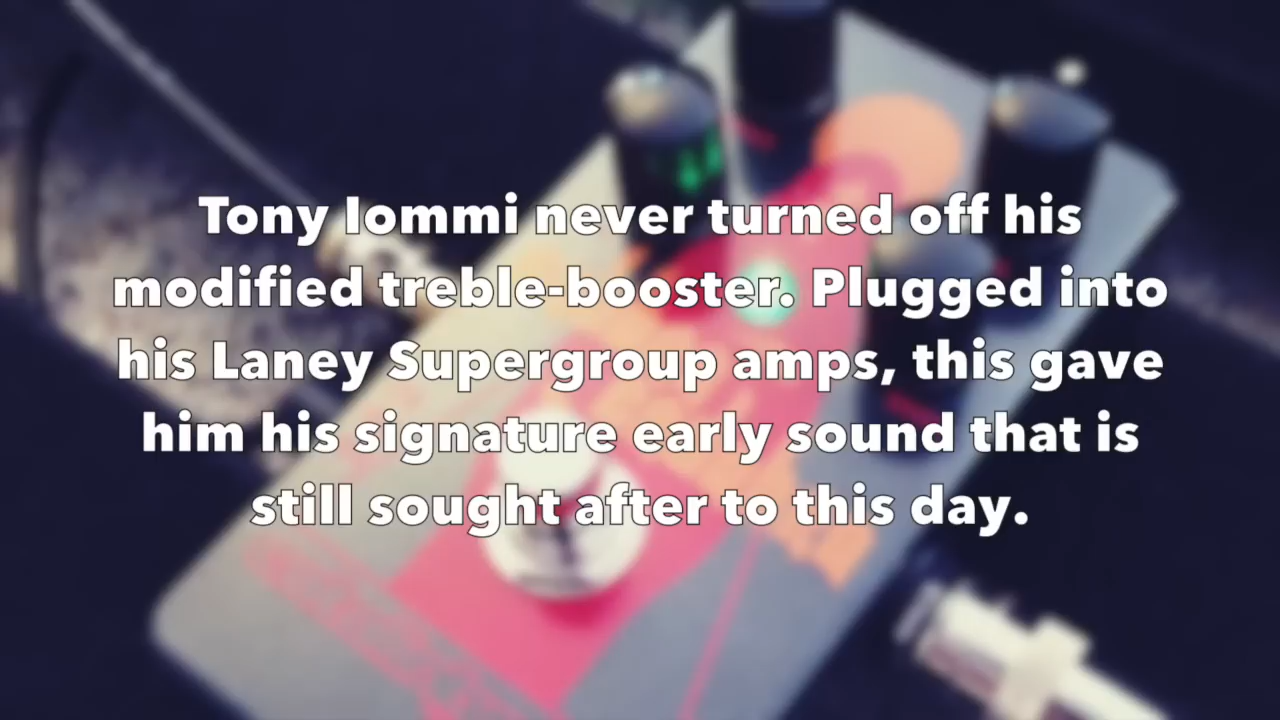 Tony Iommi never turned off his
modified treble-booster. Plugged into
his Laney Supergroup amps, this gave
him his signature early sound that is
still sought after to this day.